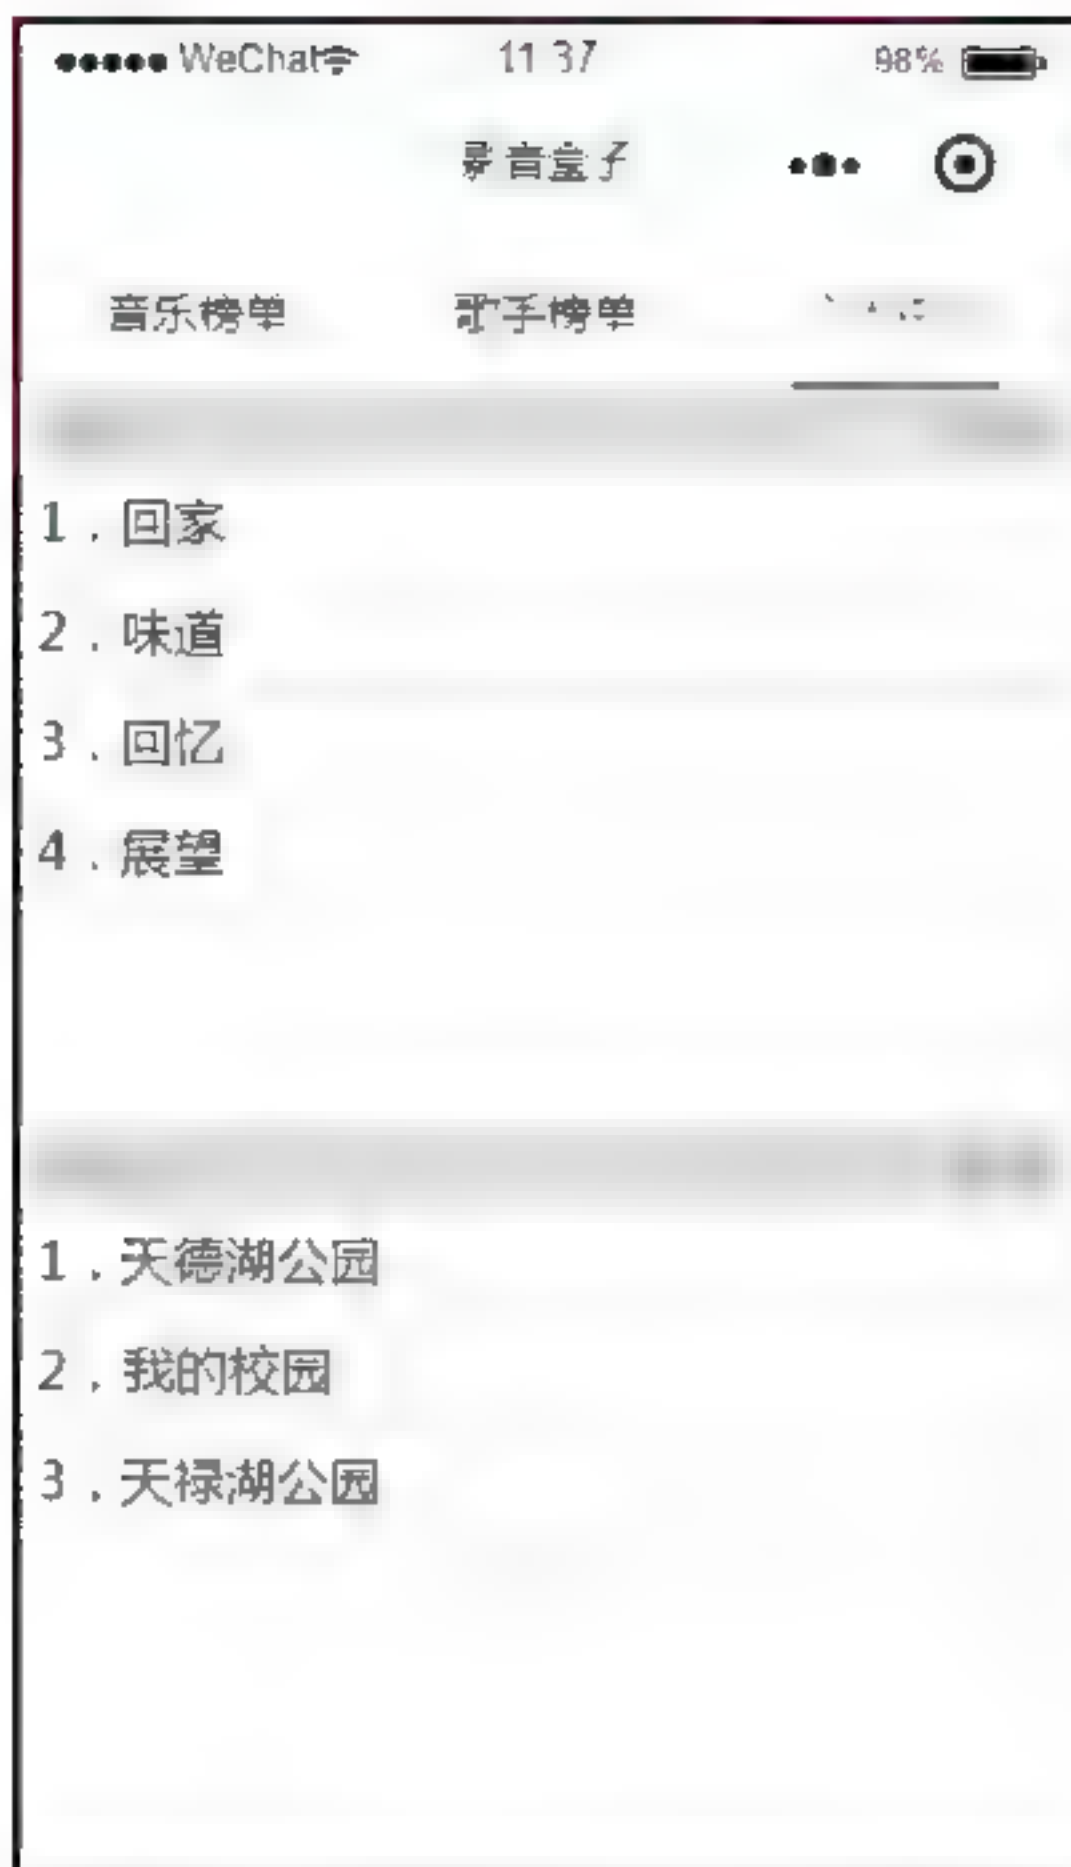 WeChat 11:37 98%
影音盒子
音乐榜单 歌手榜单
1．回家
2．味道
3．回忆
4．展望
1．天德湖公园
2．我的校园
3．天禄湖公园